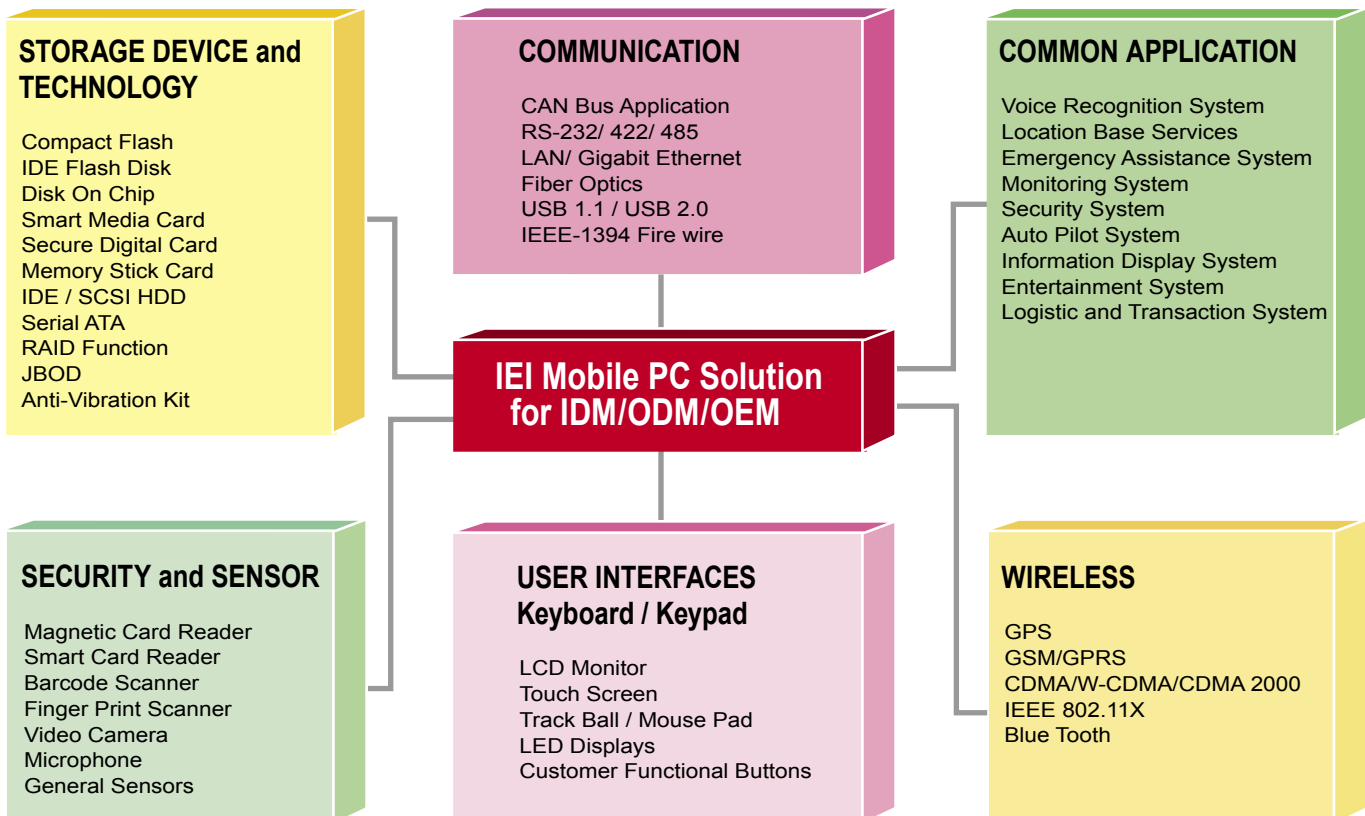 STORAGE DEVICE and
TECHNOLOGY
Compact Flash
IDE Flash Disk
Disk On Chip
Smart Media Card
Secure Digital Card
Memory Stick Card
IDE / SCSI HDD
Serial ATA
RAID Function
JBOD
Anti-Vibration Kit
COMMUNICATION
CAN Bus Application
RS-232/ 422/ 485
LAN/ Gigabit Ethernet
Fiber Optics
USB 1.1 / USB 2.0
IEEE-1394 Fire wire
COMMON APPLICATION
Voice Recognition System
Location Base Services
Emergency Assistance System
Monitoring System
Security System
Auto Pilot System
Information Display System
Entertainment System
Logistic and Transaction System
IEI Mobile PC Solution
for IDM/ODM/OEM
SECURITY and SENSOR
Magnetic Card Reader
Smart Card Reader
Barcode Scanner
Finger Print Scanner
Video Camera
Microphone
General Sensors
USER INTERFACES
Keyboard / Keypad
LCD Monitor
Touch Screen
Track Ball / Mouse Pad
LED Displays
Customer Functional Buttons
WIRELESS
GPS
GSM/GPRS
CDMA/W-CDMA/CDMA 2000
IEEE 802.11X
Blue Tooth